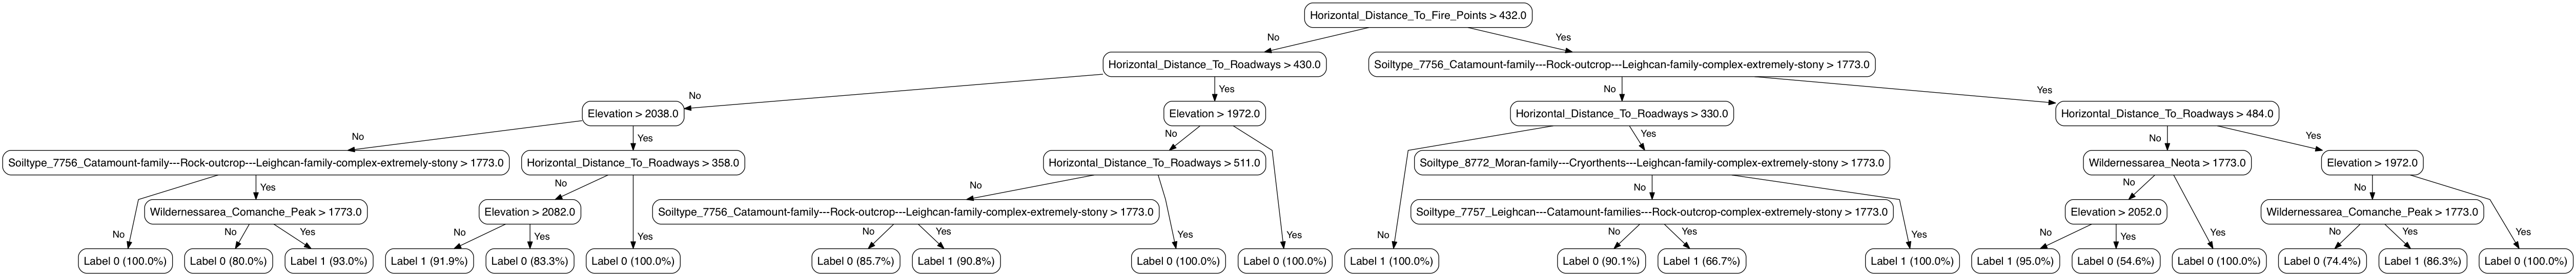 Horizontal_Distance_To_Fire_Points > 432.0
No
Yes
Horizontal_Distance_To_Roadways > 430.0
Soiltype_7756_Catamount-family---Rock-outcrop---Leighcan-family-complex-extremely-stony > 1773.0
No
Yes
No
Yes
Elevation > 2038.0
Elevation > 1972.0
Horizontal_Distance_To_Roadways > 330.0
Horizontal_Distance_To_Roadways > 484.0
No
Yes
No
Yes
No
Yes
No
Yes
Soiltype_7756_Catamount-family---Rock-outcrop---Leighcan-family-complex-extremely-stony > 1773.0
Horizontal_Distance_To_Roadways > 358.0
Horizontal_Distance_To_Roadways > 511.0
Soiltype_8772_Moran-family---Cryorthents---Leighcan-family-complex-extremely-stony > 1773.0
Wildernessarea_Neota > 1773.0
Elevation > 1972.0
No
Yes
No
Yes
No
Yes
No
Yes
No
Yes
No
Yes
Wildernessarea_Comanche_Peak > 1773.0
Elevation > 2082.0
Soiltype_7756_Catamount-family---Rock-outcrop---Leighcan-family-complex-extremely-stony > 1773.0
Soiltype_7757_Leighcan---Catamount-families---Rock-outcrop-complex-extremely-stony > 1773.0
Elevation > 2052.0
Wildernessarea_Comanche_Peak > 1773.0
No
Yes
No
Yes
No
Yes
No
Yes
No
Yes
No
Yes
Label 0 (100.0%)
Label 0 (80.0%)
Label 1 (93.0%)
Label 1 (91.9%)
Label 0 (83.3%)
Label 0 (100.0%)
Label 0 (85.7%)
Label 1 (90.8%)
Label 0 (100.0%)
Label 0 (100.0%)
Label 1 (100.0%)
Label 0 (90.1%)
Label 1 (66.7%)
Label 1 (100.0%)
Label 1 (95.0%)
Label 0 (54.6%)
Label 0 (100.0%)
Label 0 (74.4%)
Label 1 (86.3%)
Label 0 (100.0%)